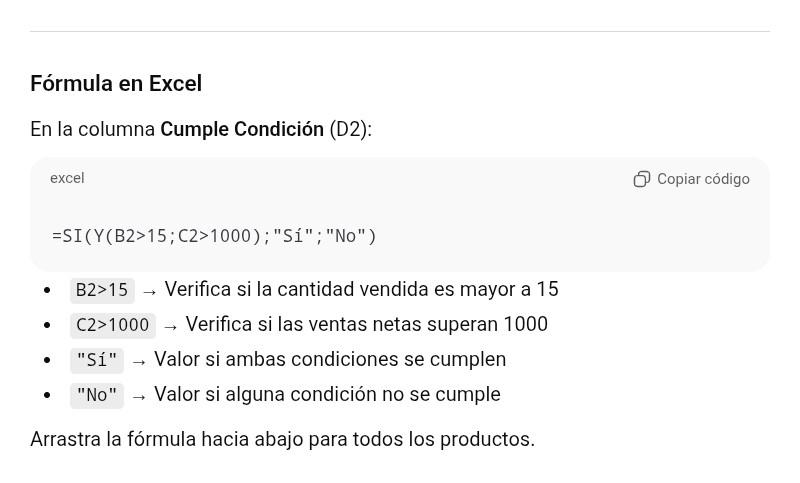 Fórmula en Excel
En la columna Cumple Condición (D2):
excel
Copiar código
=SI(Y(B2>15;C2>1000);"Sí";"No")
• B2>15 → Verifica si la cantidad vendida es mayor a 15
• C2>1000 → Verifica si las ventas netas superan 1000
• "Sí" → Valor si ambas condiciones se cumplen
• "No" → Valor si alguna condición no se cumple
Arrastra la fórmula hacia abajo para todos los productos.